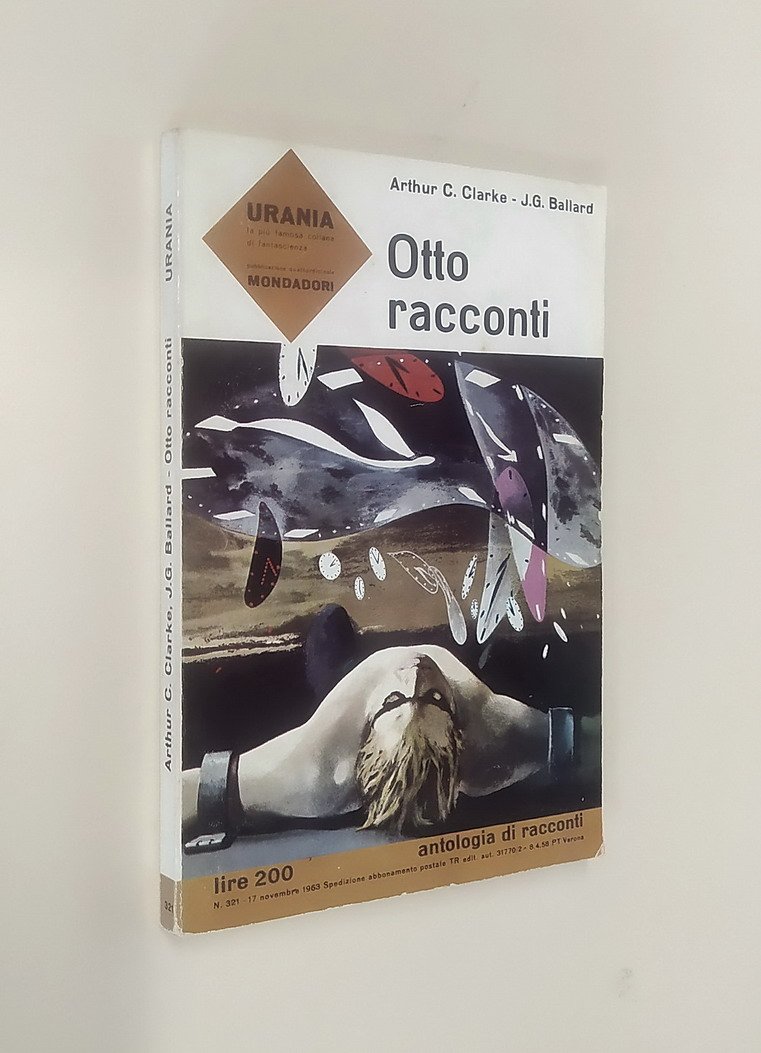 URANIA
la più famosa collana
di fantascienza
pubblicazione quattordicinale
MONDADORI
Arthur C. Clarke - J.G. Ballard
Otto
racconti
antologia di racconti
lire 200
N. 321 - 17 novembre 1963 Spedizione abbonamento postale TR edit. aut. 31770/2 - 8.4.58 PT Verona
Arthur C. Clarke, J.G. Ballard - Otto racconti URANIA
321